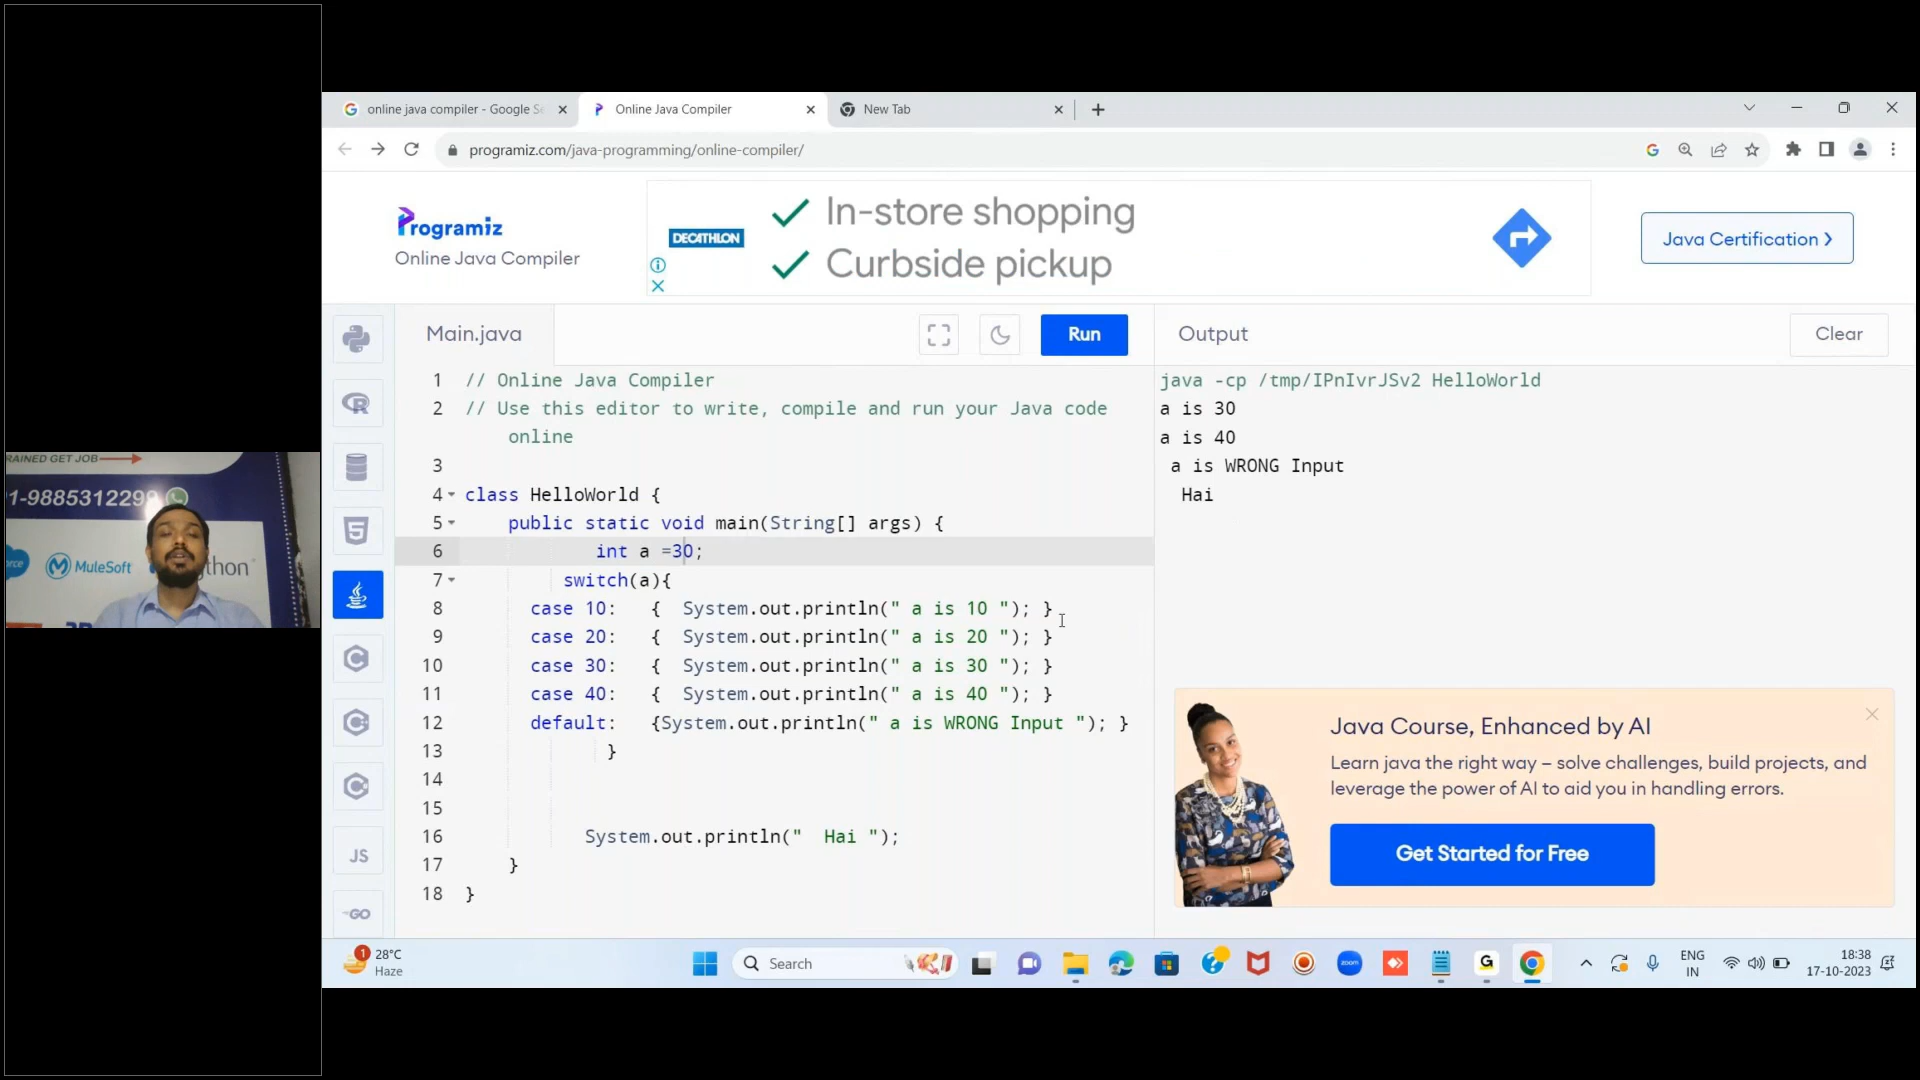 RAINED GET JOB
1-9885312299
MuleSoft
online java compiler - Google Se
Online Java Compiler
New Tab
programiz.com/java-programming/online-compiler/
Programiz
Online Java Compiler
DECATHLON
In-store shopping
Curbside pickup
Java Certification
Main.java
Run
Output
Clear
1 // Online Java Compiler
2 // Use this editor to write, compile and run your Java code
online
3
4 class HelloWorld {
5 public static void main(String[] args) {
6 int a =30;
7 switch(a){
8 case 10: { System.out.println(" a is 10 "); }
9 case 20: { System.out.println(" a is 20 "); }
10 case 30: { System.out.println(" a is 30 "); }
11 case 40: { System.out.println(" a is 40 "); }
12 default: {System.out.println(" a is WRONG Input "); }
13 }
14
15
16 System.out.println("  Hai ");
17 }
18 }
JS
GO
java -cp /tmp/IPnIvrJSv2 HelloWorld
a is 30
a is 40
a is WRONG Input
Hai
Java Course, Enhanced by AI
Learn java the right way – solve challenges, build projects, and
leverage the power of AI to aid you in handling errors.
Get Started for Free
1
28°C
Haze
Search
zoom
ENG
IN
18:38
17-10-2023